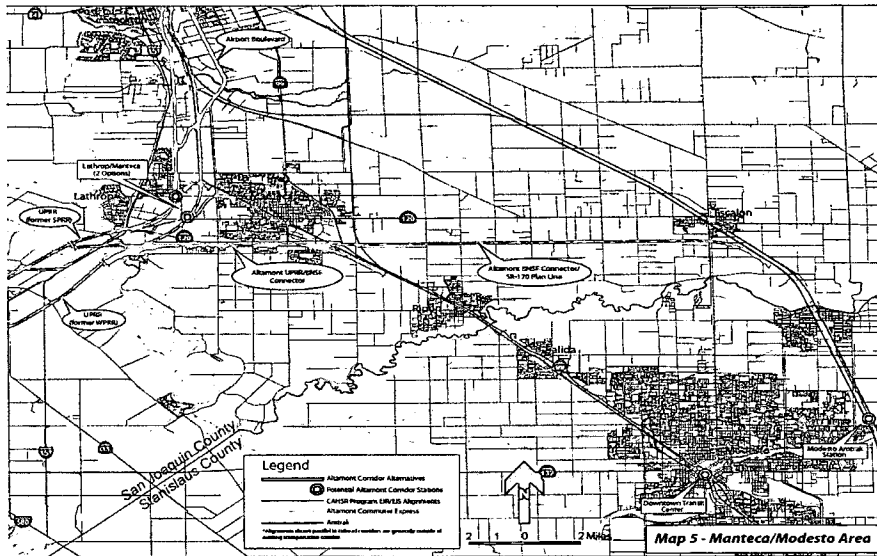 Airport Boulevard
Lathrop/Manteca
(2 Options)
Lathrop
UPRR
(former SPRR)
Altamont UPRR/BNSF
Connector
Altamont BNSF Connector/
SR-120 Plan Line
Escalon
UPRR
(former WPRR)
Ripon
Salida
San Joaquin County
Stanislaus County
Modesto Amtrak
Station
Downtown Transit
Center
Legend
Altamont Corridor Alternatives
Potential Altamont Corridor Stations
CAHSR Program EIR/EIS Alignments
Altamont Commuter Express
Amtrak
2 1 0 2 Miles
Map 5 - Manteca/Modesto Area